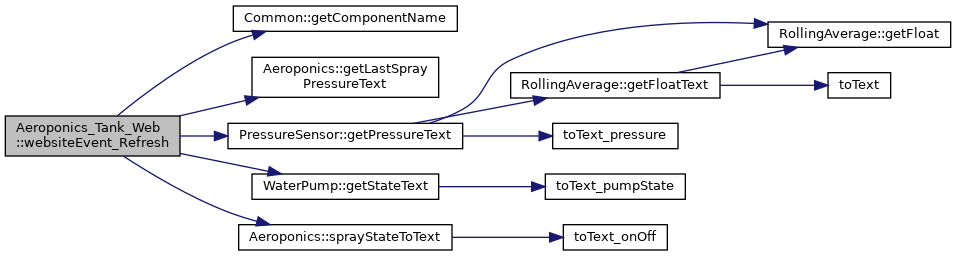 Common::getComponentName
RollingAverage::getFloat
Aeroponics::getLastSpray
PressureText
RollingAverage::getFloatText
toText
Aeroponics_Tank_Web
::websiteEvent_Refresh
PressureSensor::getPressureText
toText_pressure
WaterPump::getStateText
toText_pumpState
Aeroponics::sprayStateToText
toText_onOff